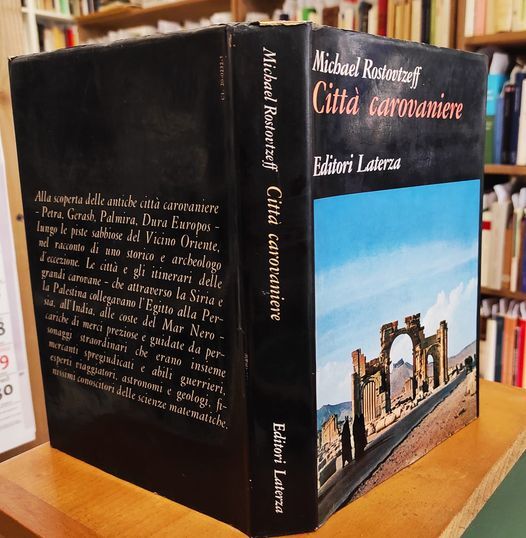 Alla scoperta delle antiche città carovaniere
- Petra, Gerash, Palmira, Dura Europos -
lungo le piste sabbiose del Vicino Oriente,
nel racconto di uno storico e archeologo
d'eccezione. Le città e gli itinerari delle
grandi carovane - che attraverso la Siria e
la Palestina collegavano l'Egitto alla Per-
sia, all'India, alle coste del Mar Nero -
cariche di merci preziose e guidate da per-
sonaggi straordinari che erano insieme
mercanti spregiudicati e abili guerrieri,
esperti viaggiatori, astronomi e geologi, fi-
nissimi conoscitori delle scienze matematiche.
Michael Rostovtzeff Città carovaniere Editori Laterza
Michael Rostovtzeff
Città carovaniere
Editori Laterza